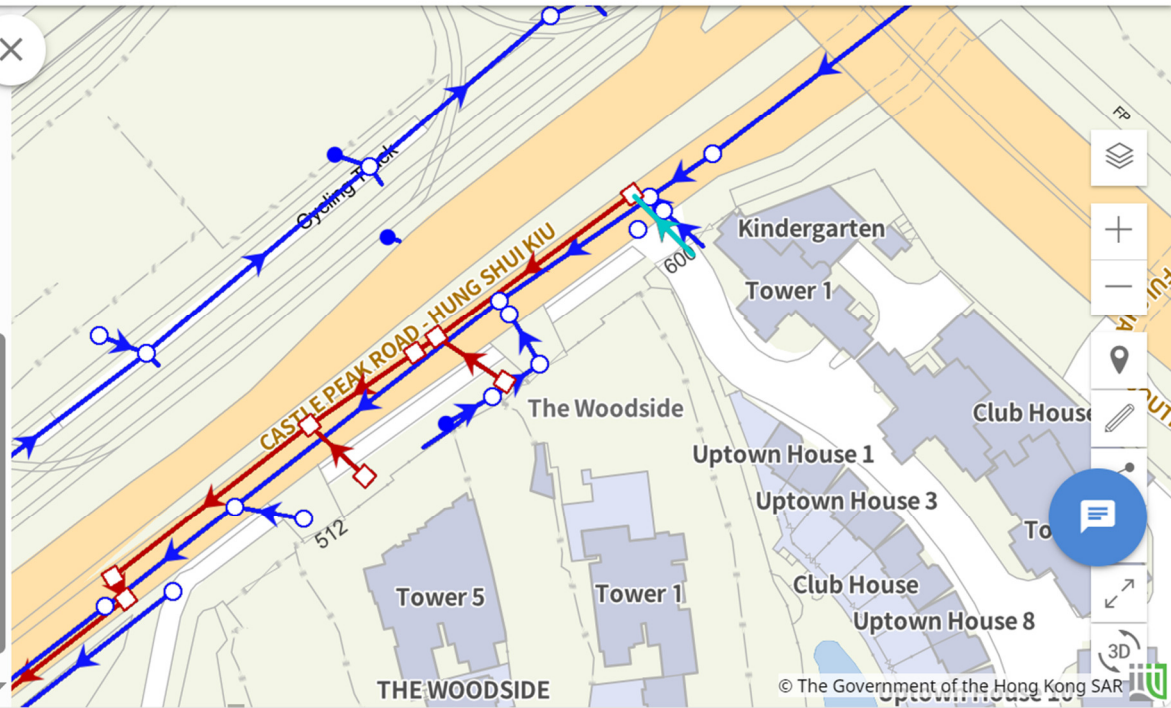 FP
Cycling Track
CASTLE PEAK ROAD - HUNG SHUI KIU
Kindergarten
600
Tower 1
The Woodside
Club House
Uptown House 1
Uptown House 3
512
To
Club House
Tower 5
Tower 1
Uptown House 8
3D
THE WOODSIDE
© The Government of the Hong Kong SAR